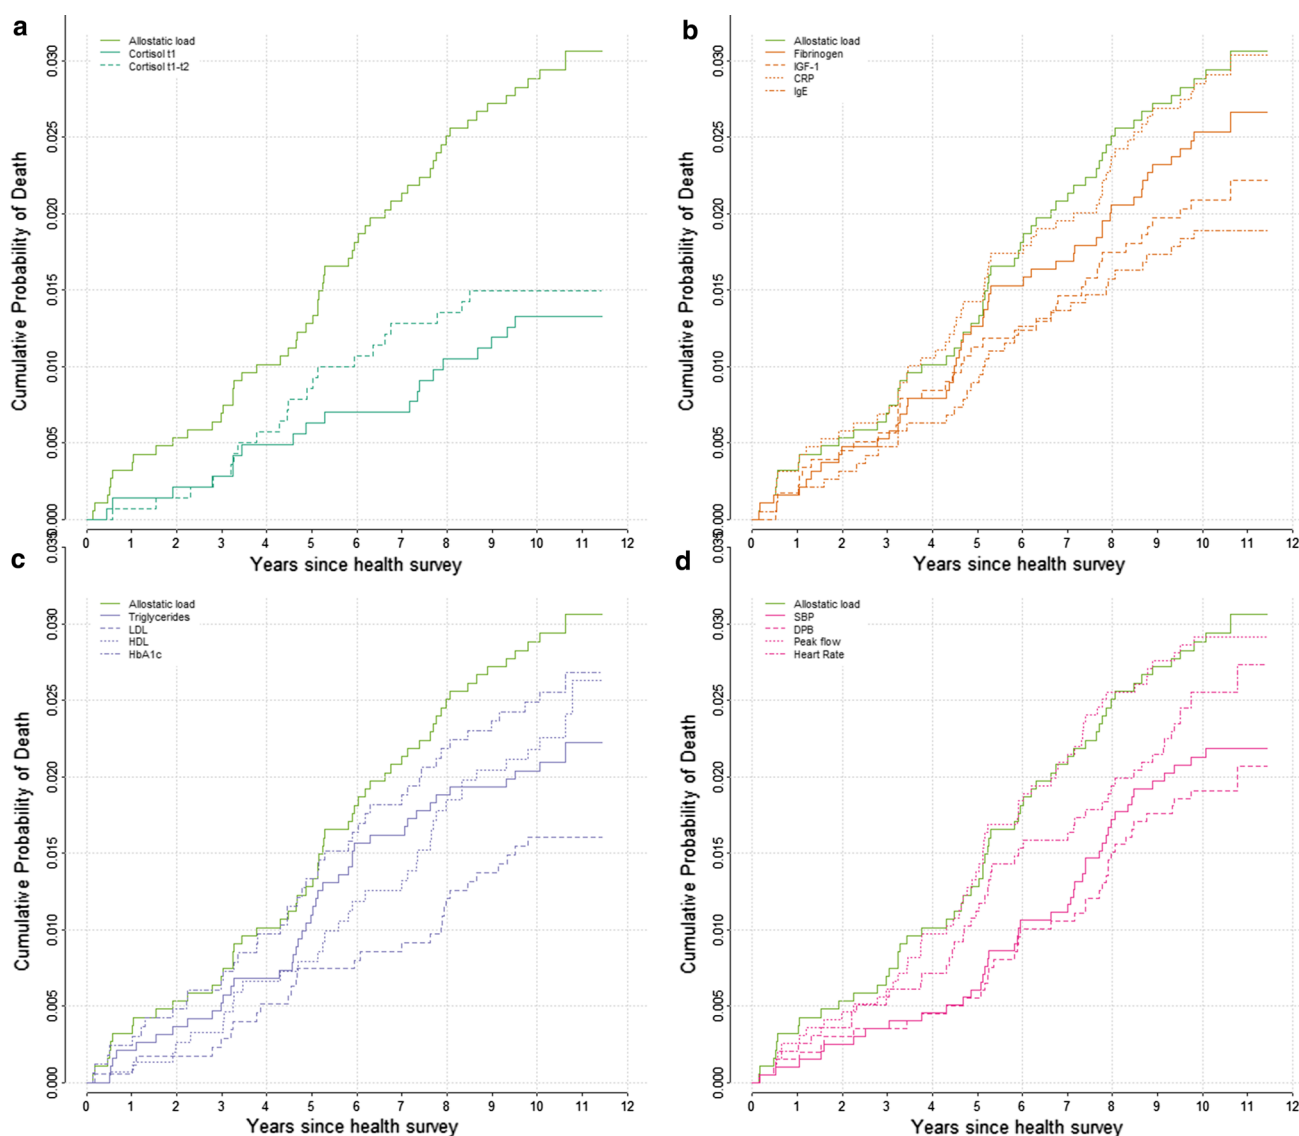 a
Allostatic load
Cortisol t1
Cortisol t1-t2
Cumulative Probability of Death
0.030
0.025
0.020
0.015
0.010
0.005
0.000
0 1 2 3 4 5 6 7 8 9 10 11 12
Years since health survey
b
Allostatic load
Fibrinogen
IGF-1
CRP
IgE
Cumulative Probability of Death
0.030
0.025
0.020
0.015
0.010
0.005
0.000
0 1 2 3 4 5 6 7 8 9 10 11 12
Years since health survey
c
Allostatic load
Triglycerides
LDL
HDL
HbA1c
Cumulative Probability of Death
0.035
0.030
0.025
0.020
0.015
0.010
0.005
0.000
0 1 2 3 4 5 6 7 8 9 10 11 12
Years since health survey
d
Allostatic load
SBP
DPB
Peak flow
Heart Rate
Cumulative Probability of Death
0.035
0.030
0.025
0.020
0.015
0.010
0.005
0.000
0 1 2 3 4 5 6 7 8 9 10 11 12
Years since health survey